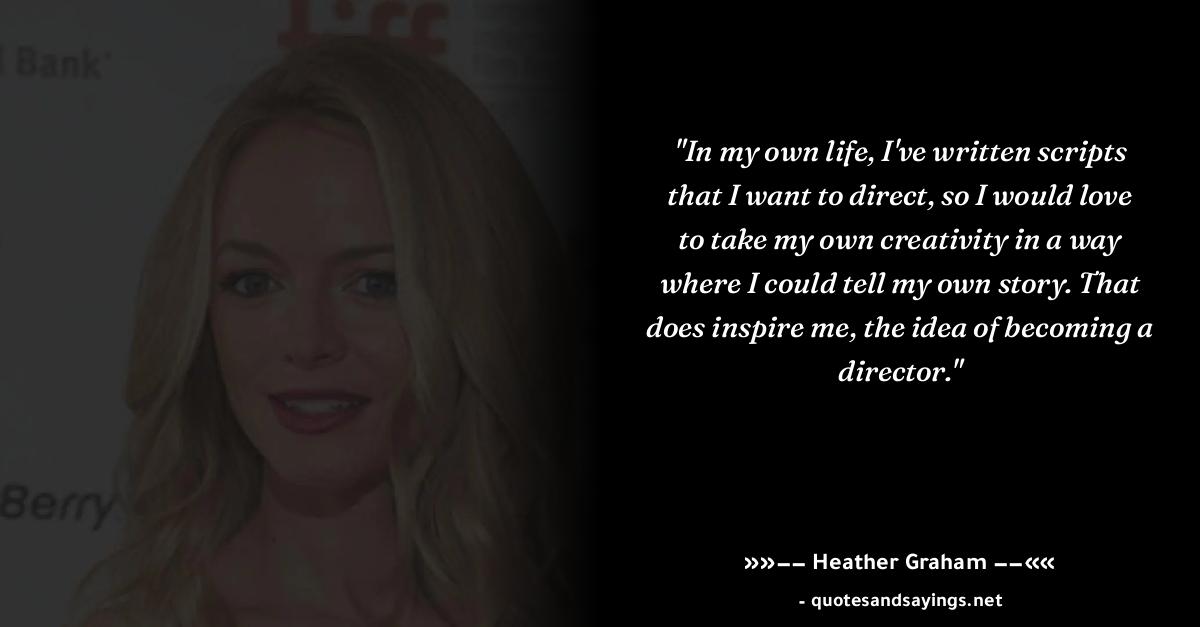 tiff
Bank
Berry
"In my own life, I've written scripts
that I want to direct, so I would love
to take my own creativity in a way
where I could tell my own story. That
does inspire me, the idea of becoming a
director."
»»−− Heather Graham −−««
- quotesandsayings.net